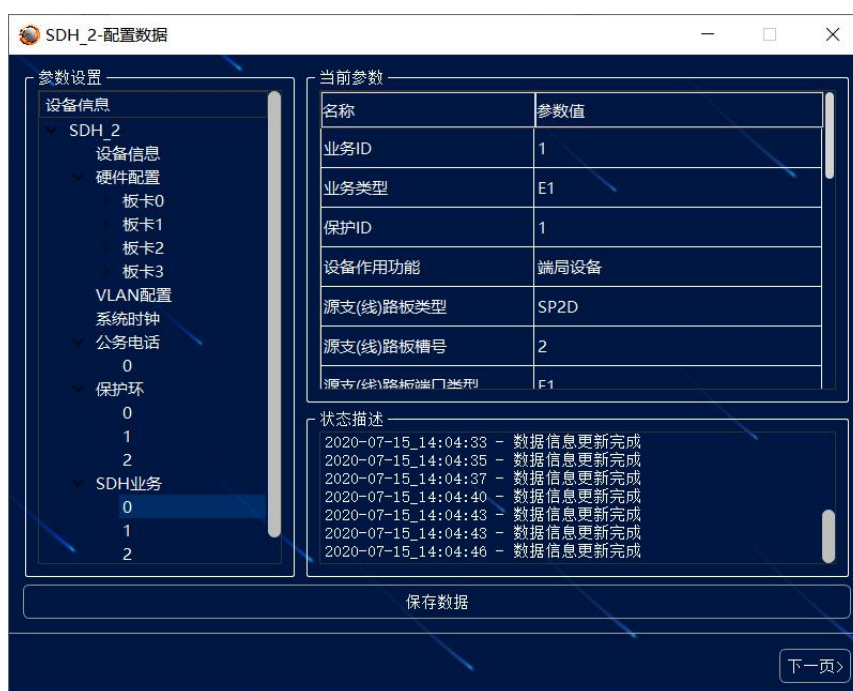 SDH_2-配置数据
参数设置
设备信息
SDH_2
设备信息
硬件配置
板卡0
板卡1
板卡2
板卡3
VLAN配置
系统时钟
公务电话
0
保护环
0
1
2
SDH业务
0
1
2
当前参数
名称 参数值
业务ID 1
业务类型 E1
保护ID 1
设备作用功能 端局设备
源支(线)路板类型 SP2D
源支(线)路板槽号 2
源支(线)路板端口类型 E1
状态描述
2020-07-15_14:04:33 - 数据信息更新完成
2020-07-15_14:04:35 - 数据信息更新完成
2020-07-15_14:04:37 - 数据信息更新完成
2020-07-15_14:04:40 - 数据信息更新完成
2020-07-15_14:04:43 - 数据信息更新完成
2020-07-15_14:04:43 - 数据信息更新完成
2020-07-15_14:04:46 - 数据信息更新完成
保存数据
下一页>